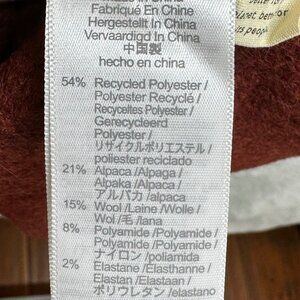 Fabriqué En China
Hergestellt In China
Vervaardigd In China
中国製
hecho en china
54% Recycled Polyester/
Polyester Recyclé/
Recyceltes Polyester/
Gerecycleerd
Polyester/
リサイクルポリエステル/
poliester reciclado
21% Alpaca/Alpaga/
Alpaka/Alpaca/
アルパカ/alpaca
15% Wool/Laine/Wolle/
Wol/毛/lana
8% Polyamide/Polyamide/
Polyamid/Polyamide/
ナイロン/poliamida
2% Elastane/Élasthanne/
Elastan/Elastaan/
ポリウレタン/elastano